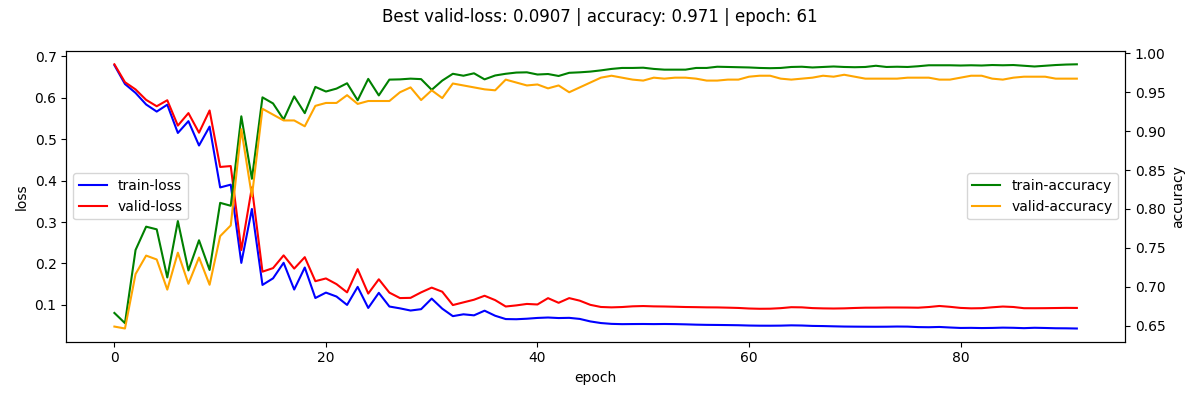 Best valid-loss: 0.0907 | accuracy: 0.971 | epoch: 61
0.7
0.6
0.5
0.4
0.3
0.2
0.1
loss
train-loss
valid-loss
train-accuracy
valid-accuracy
1.00
0.95
0.90
0.85
0.80
0.75
0.70
0.65
accuracy
0
20
40
60
80
epoch